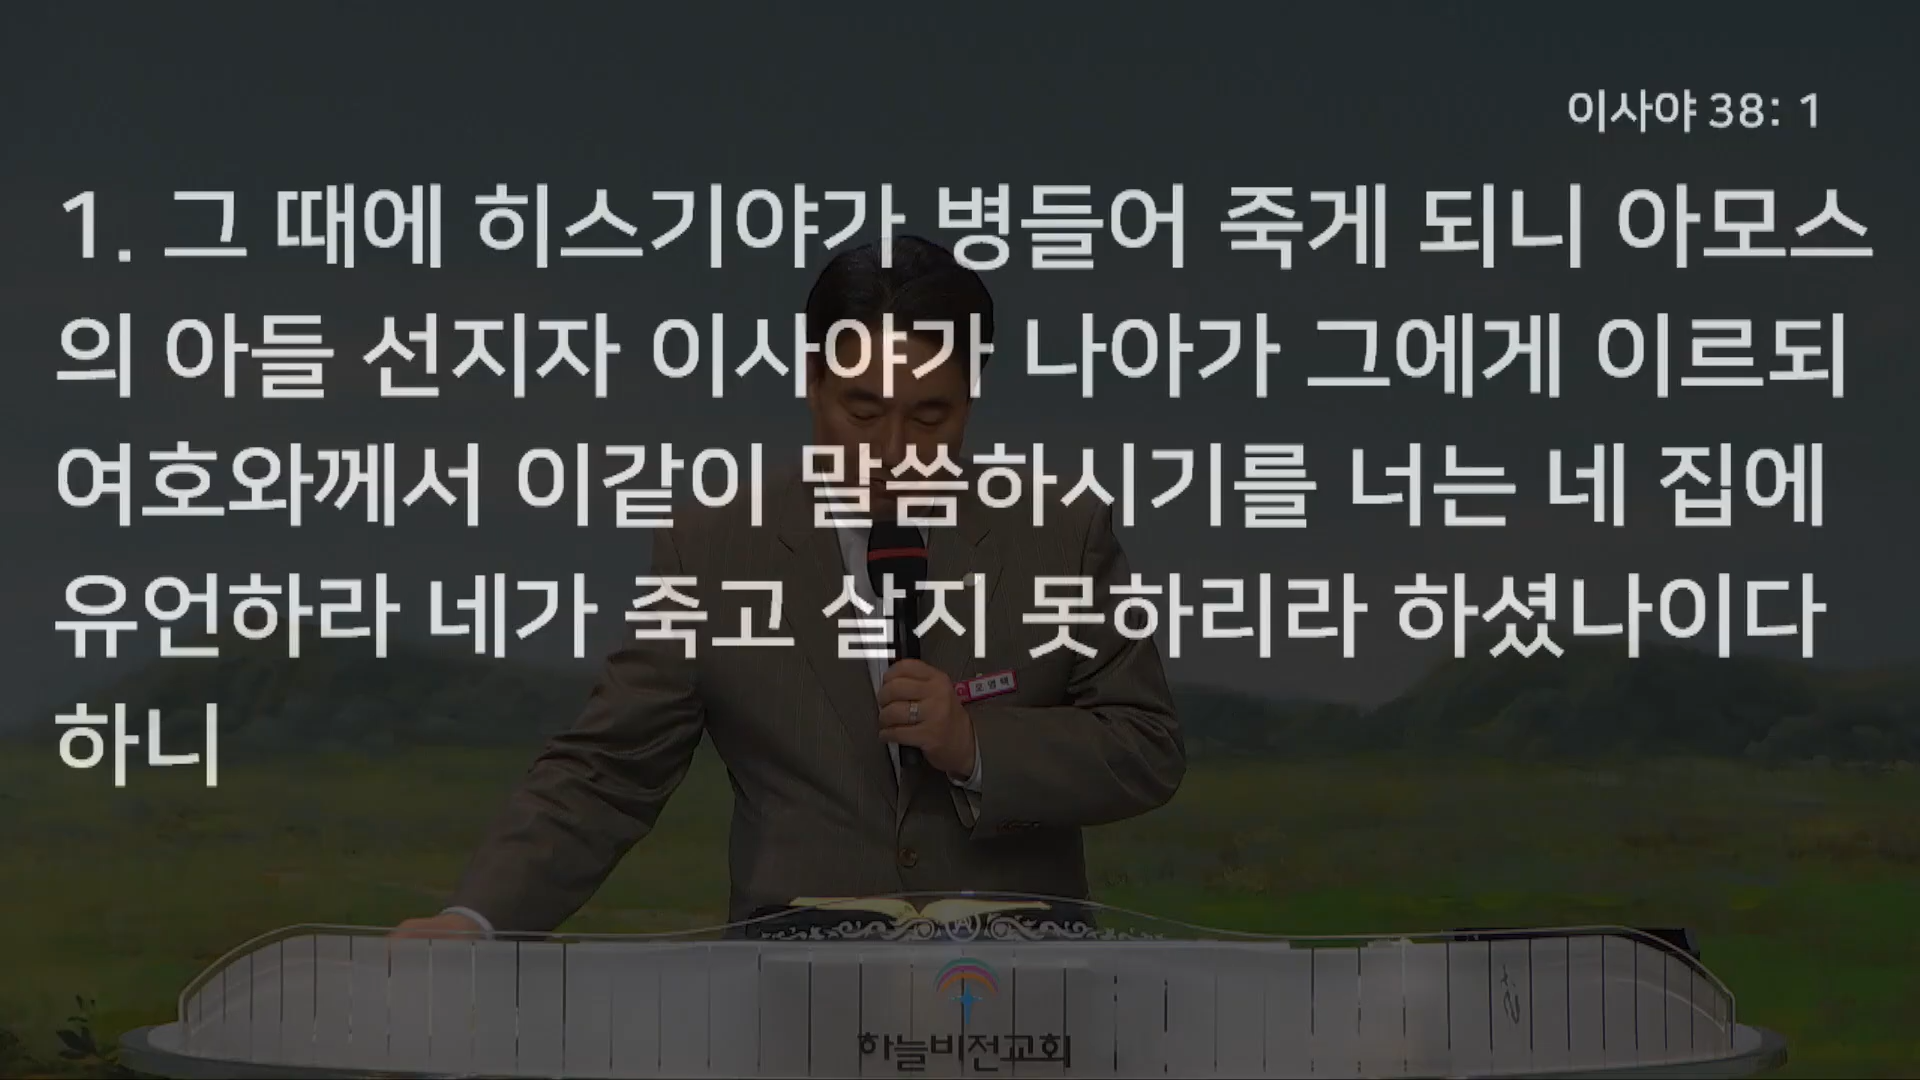 이사야 38: 1
1. 그 때에 히스기야가 병들어 죽게 되니 아모스
의 아들 선지자 이사야가 나아가 그에게 이르되
여호와께서 이같이 말씀하시기를 너는 네 집에
유언하라 네가 죽고 살지 못하리라 하셨나이다
하니
하늘비전교회